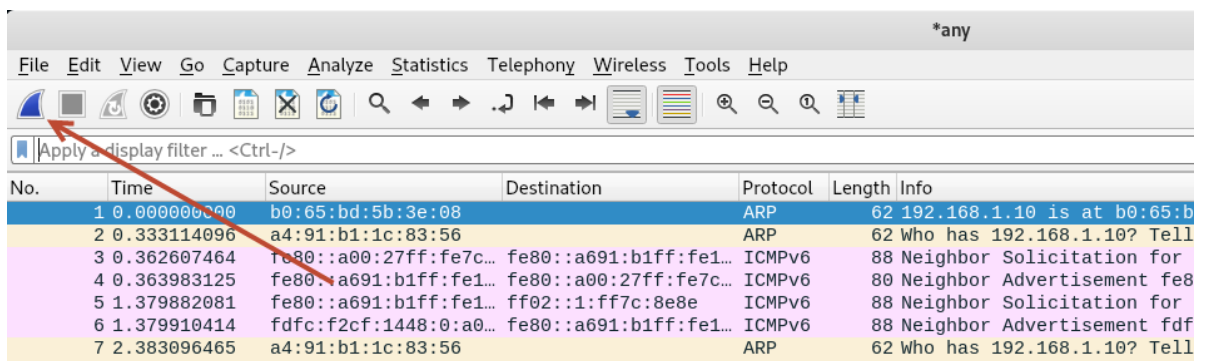 *any
File Edit View Go Capture Analyze Statistics Telephony Wireless Tools Help
Apply a display filter … <Ctrl-/>
No. Time Source Destination Protocol Length Info
1 0.000000000 b0:65:bd:5b:3e:08 ARP 62 192.168.1.10 is at b0:65:b
2 0.333114096 a4:91:b1:1c:83:56 ARP 62 Who has 192.168.1.10? Tell
3 0.362607464 fe80::a00:27ff:fe7c… fe80::a691:b1ff:fe1… ICMPv6 88 Neighbor Solicitation for
4 0.363983125 fe80::a691:b1ff:fe1… fe80::a00:27ff:fe7c… ICMPv6 80 Neighbor Advertisement fe8
5 1.379882081 fe80::a691:b1ff:fe1… ff02::1:ff7c:8e8e ICMPv6 88 Neighbor Solicitation for
6 1.379910414 fdfc:f2cf:1448:0:a0… fe80::a691:b1ff:fe1… ICMPv6 88 Neighbor Advertisement fdf
7 2.383096465 a4:91:b1:1c:83:56 ARP 62 Who has 192.168.1.10? Tell